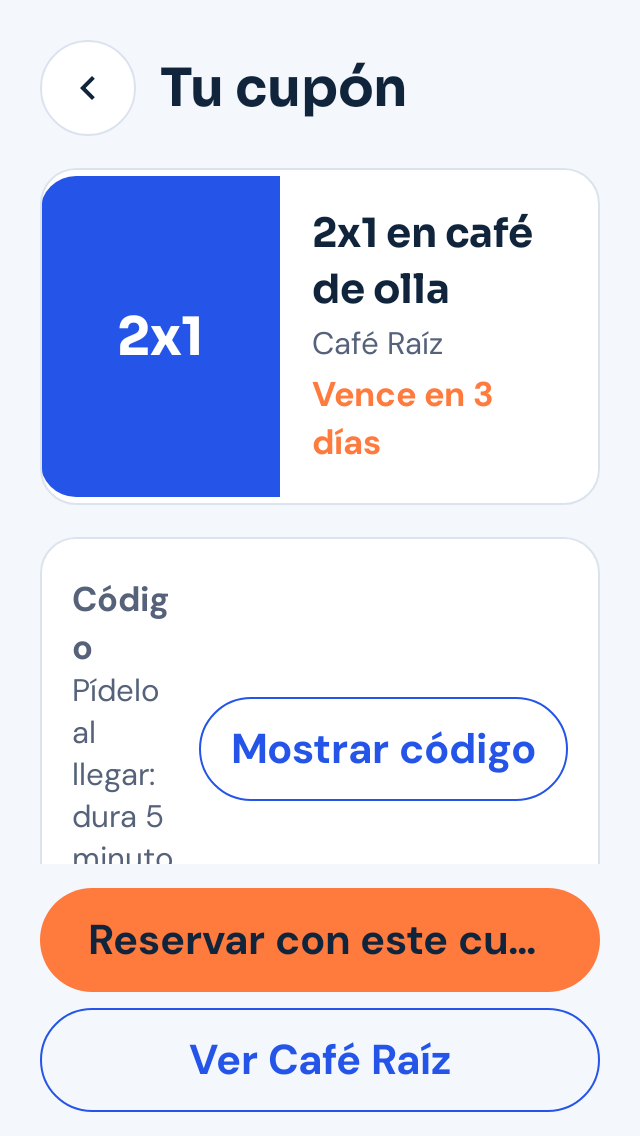 Tu cupón
2x1
2x1 en café
de olla
Café Raíz
Vence en 3
días
Códig
o
Pídelo
al
llegar:
dura 5
minuto
Mostrar código
Reservar con este cu...
Ver Café Raíz